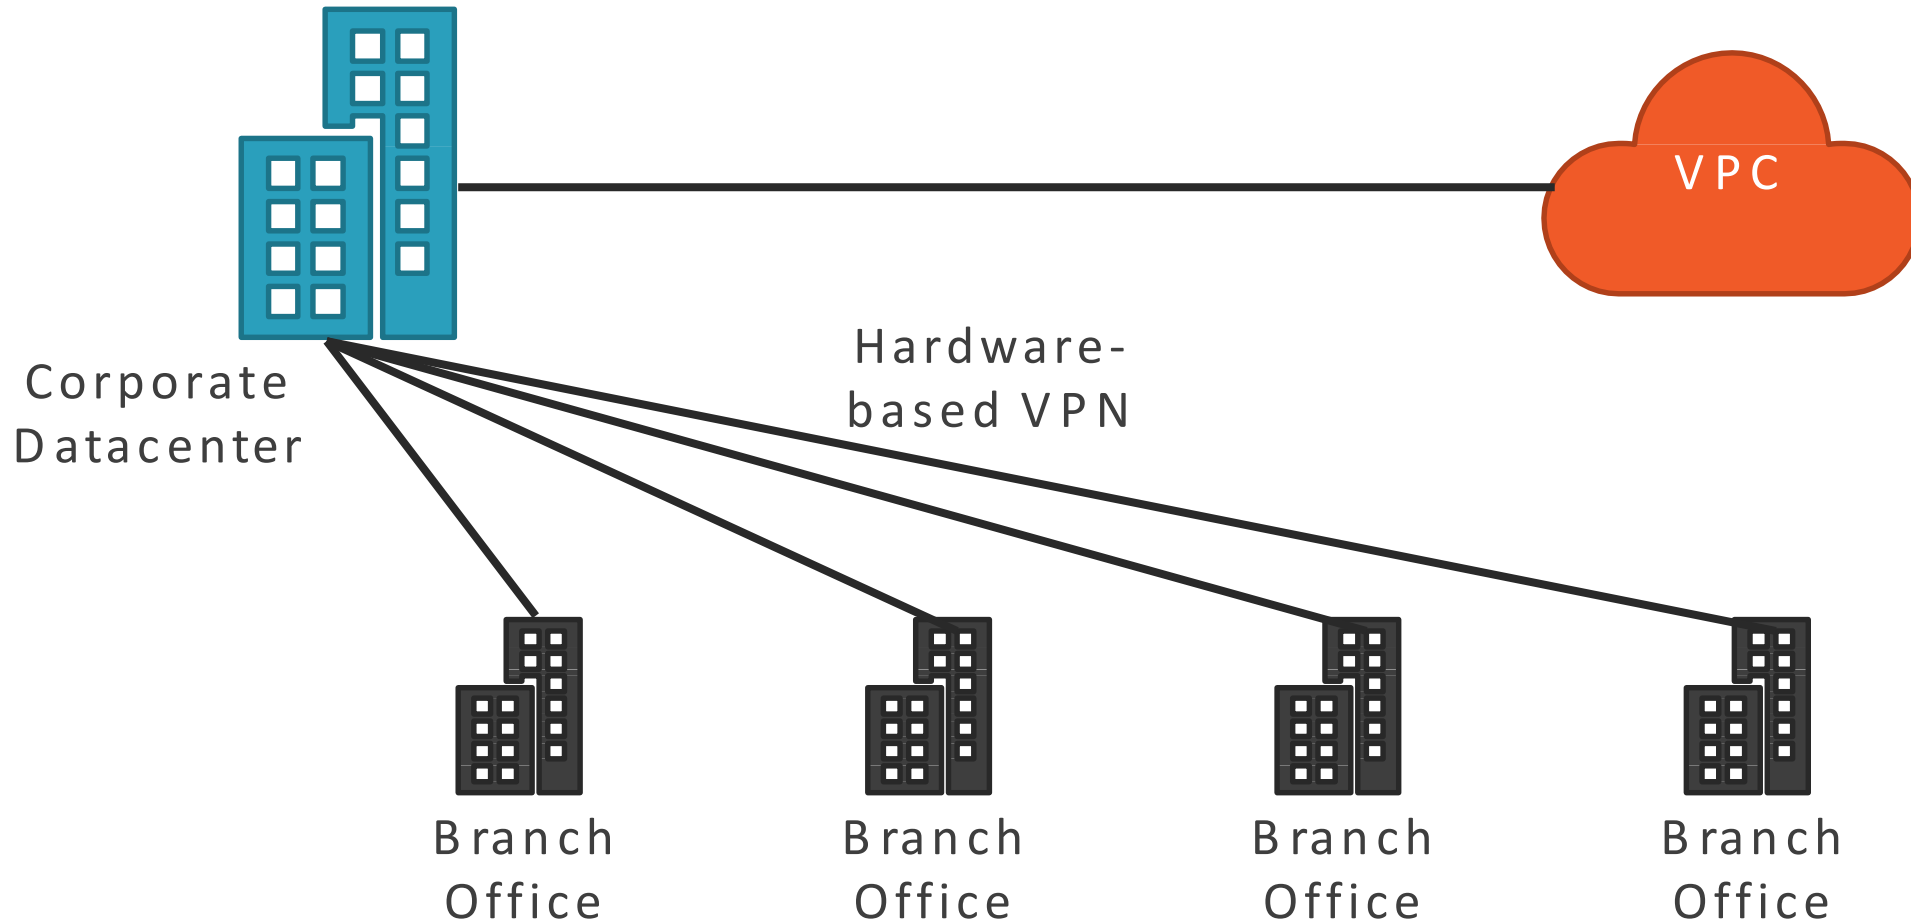 VPC
Hardware-
based VPN
Corporate
Datacenter
Branch
Office
Branch
Office
Branch
Office
Branch
Office